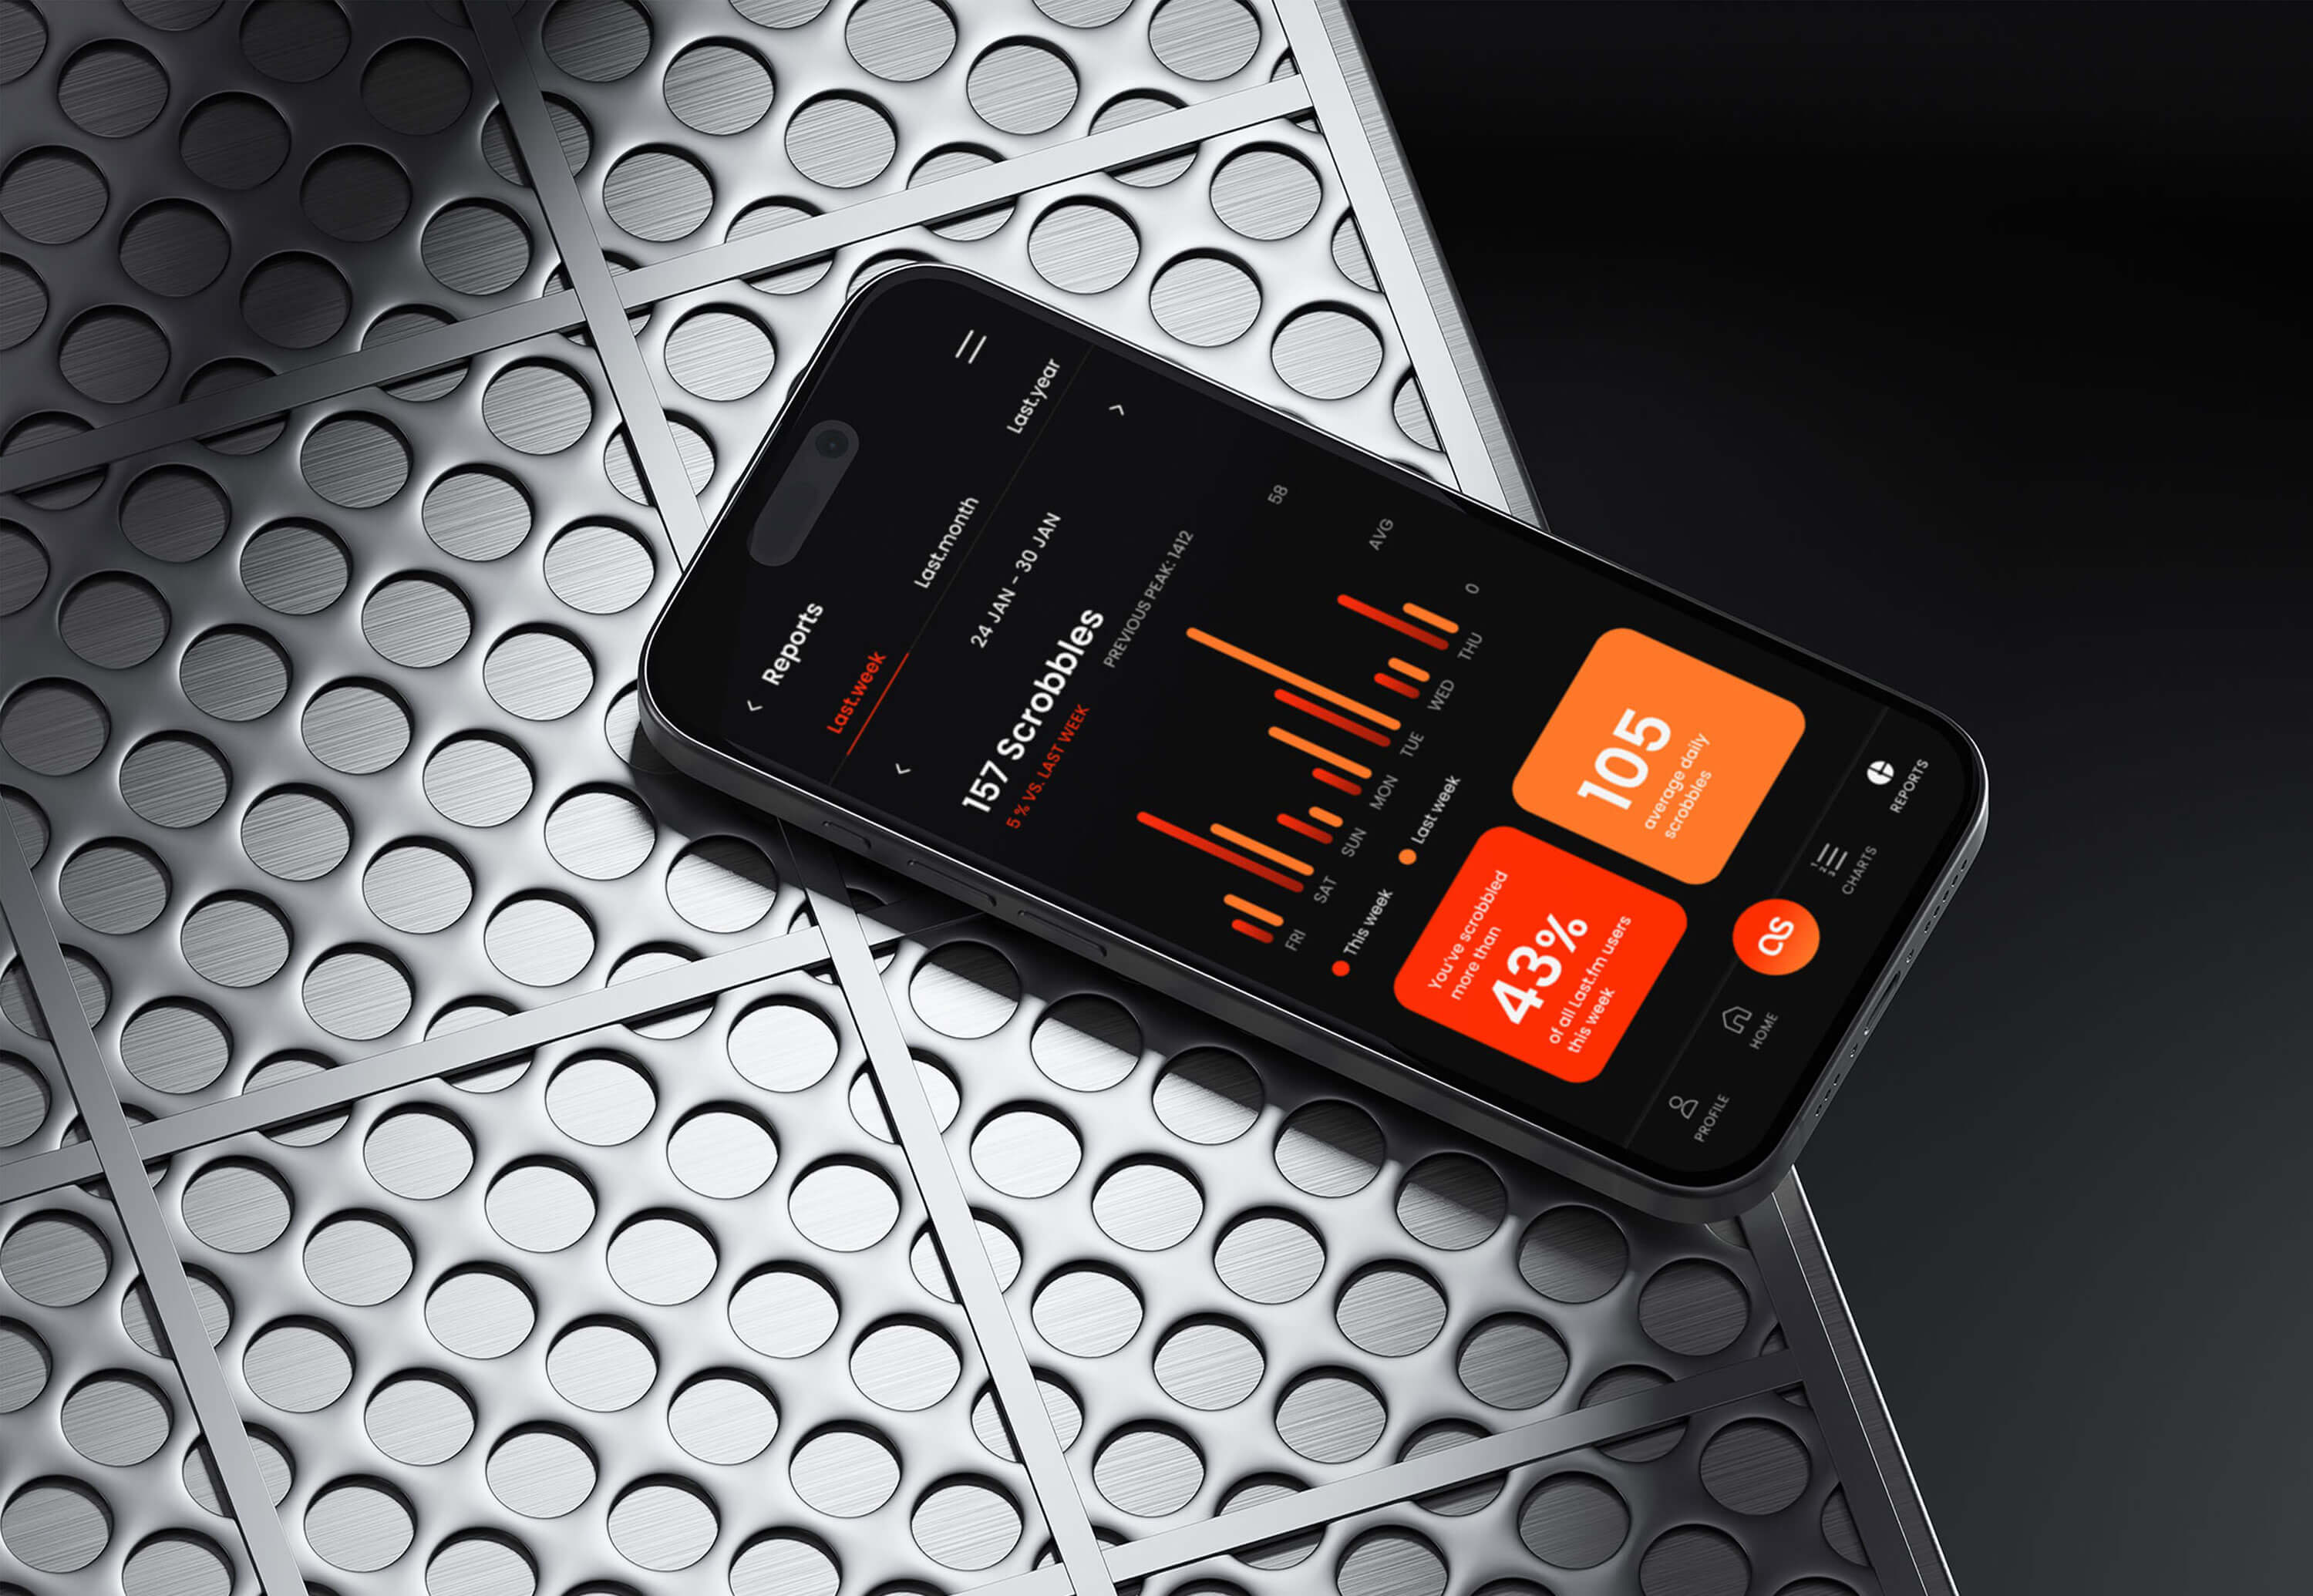 Reports
Last.week Last.month Last.year
24 JAN - 30 JAN
157 Scrobbles
5 % VS. LAST WEEK
PREVIOUS PEAK: 1412
58
AVG
0
FRI SAT SUN MON TUE WED THU
This week Last week
You've scrobbled
more than
43%
of all Last.fm users
this week
105
average daily
scrobbles
PROFILE HOME as CHARTS REPORTS